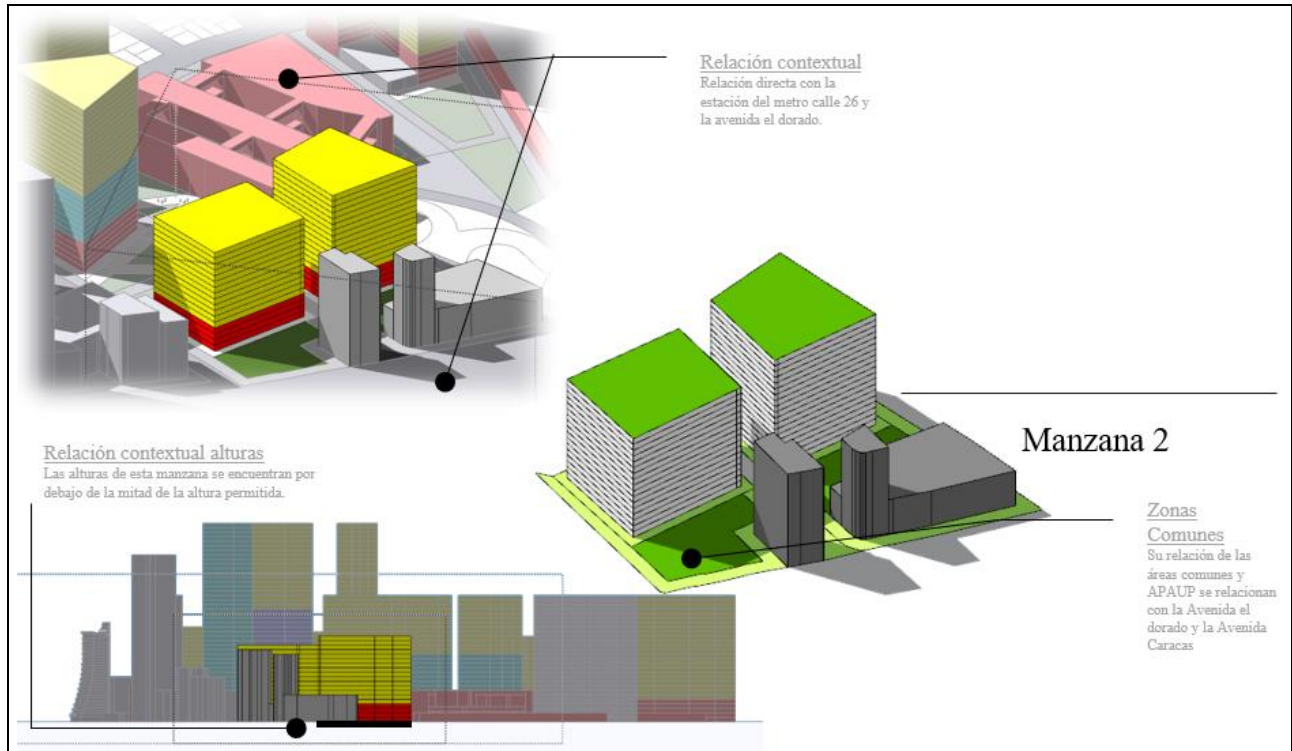 Relación contextual
Relación directa con la
estación del metro calle 26 y
la avenida el dorado.
Manzana 2
Relación contextual alturas
Las alturas de esta manzana se encuentran por
debajo de la mitad de la altura permitida.
Zonas
Comunes
Su relación de las
áreas comunes y
APAUP se relacionan
con la Avenida el
dorado y la Avenida
Caracas